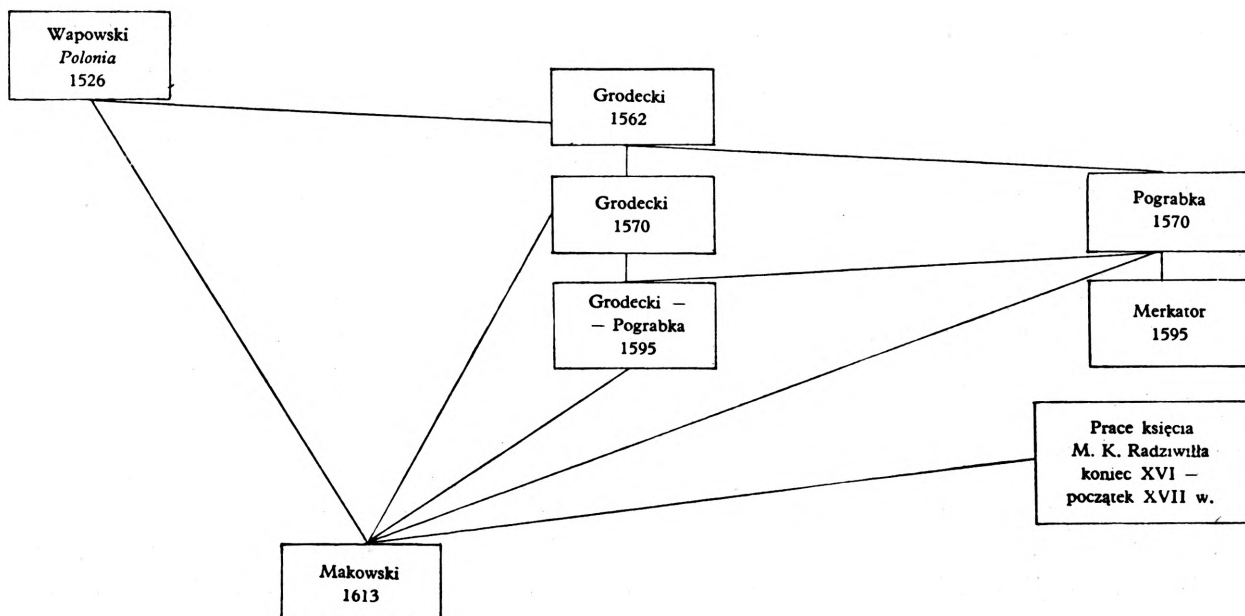 Wapowski
Polonia
1526
Grodecki
1562
Grodecki
1570
Pograbka
1570
Grodecki —
— Pograbka
1595
Merkator
1595
Prace księcia
M. K. Radziwiłła
koniec XVI —
początek XVII w.
Makowski
1613